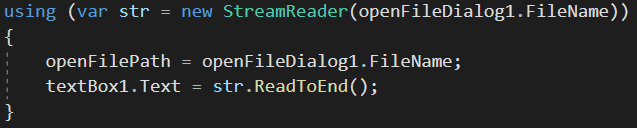 using (var str = new StreamReader(openFileDialog1.FileName))
{
    openFilePath = openFileDialog1.FileName;
    textBox1.Text = str.ReadToEnd();
}